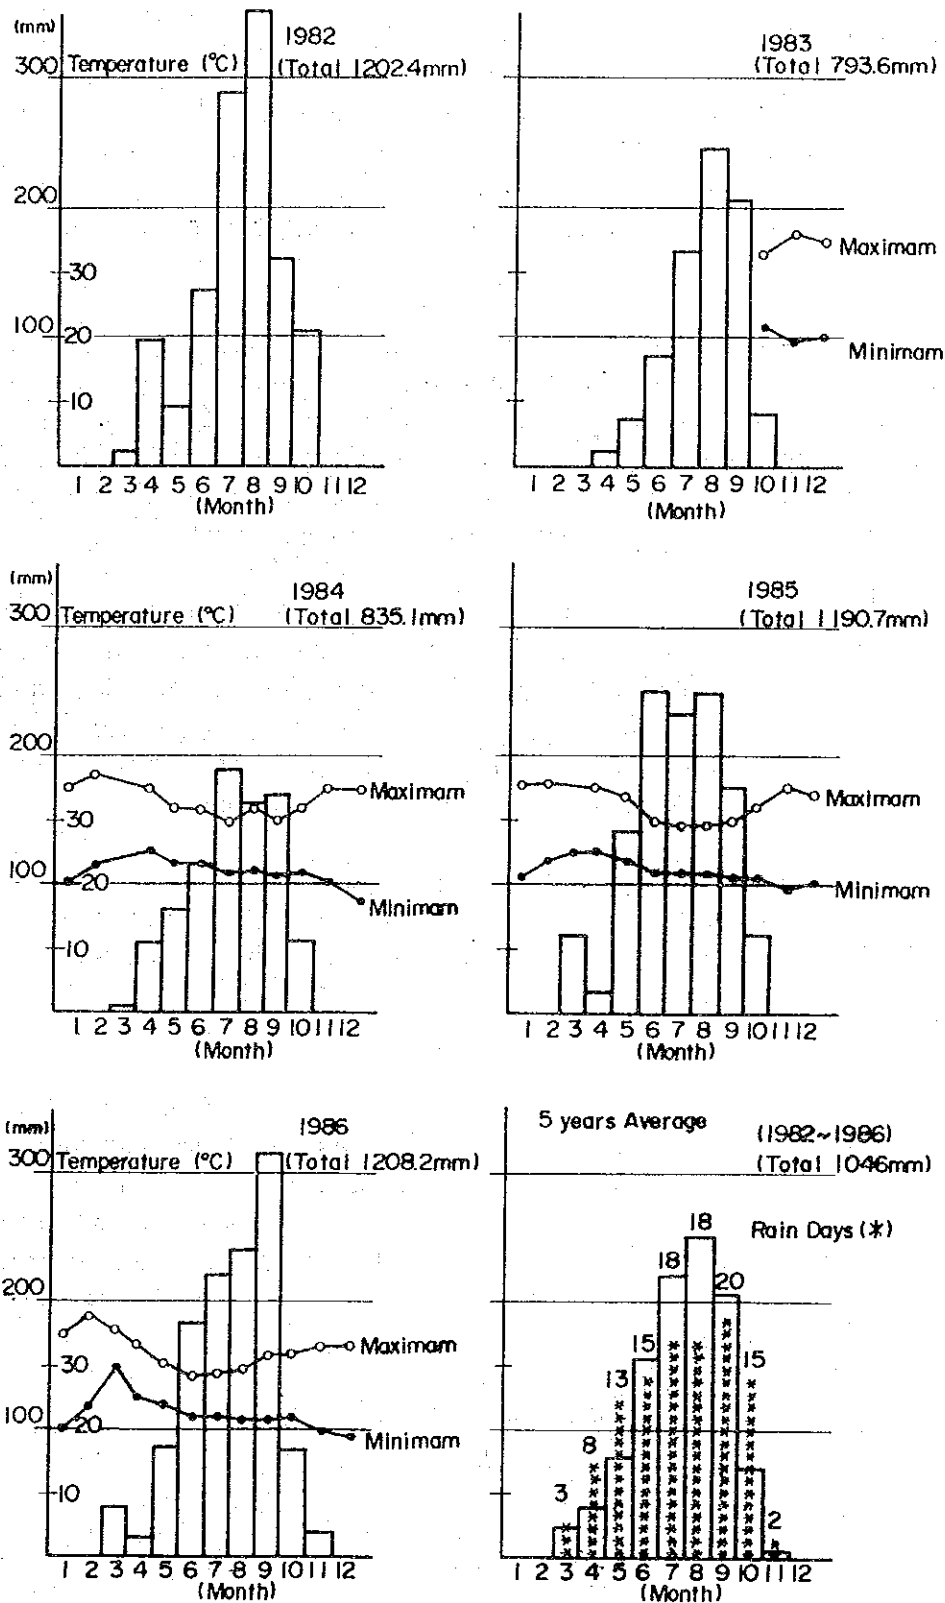 (mm)
1982
Temperature (°C)
(Total 1202.4mm)
300
200
30
100
20
10
1 2 3 4 5 6 7 8 9 10 11 12
(Month)
1983
(Total 793.6mm)
Maximam
Minimam
1 2 3 4 5 6 7 8 9 10 11 12
(Month)
(mm)
1984
300 Temperature (°C) (Total 835.1mm)
200
Maximam
30
100
20
Minimam
10
1 2 3 4 5 6 7 8 9 10 11 12
(Month)
1985
(Total 1190.7mm)
Maximam
Minimam
1 2 3 4 5 6 7 8 9 10 11 12
(Month)
(mm)
1986
300 Temperature (°C) (Total 1208.2mm)
200
Maximam
30
100
20
Minimam
10
1 2 3 4 5 6 7 8 9 10 11 12
(Month)
5 years Average
(1982~1986)
(Total 1046mm)
Rain Days (*)
3 8 13 15 18 18 20 15 2
1 2 3 4 5 6 7 8 9 10 11 12
(Month)